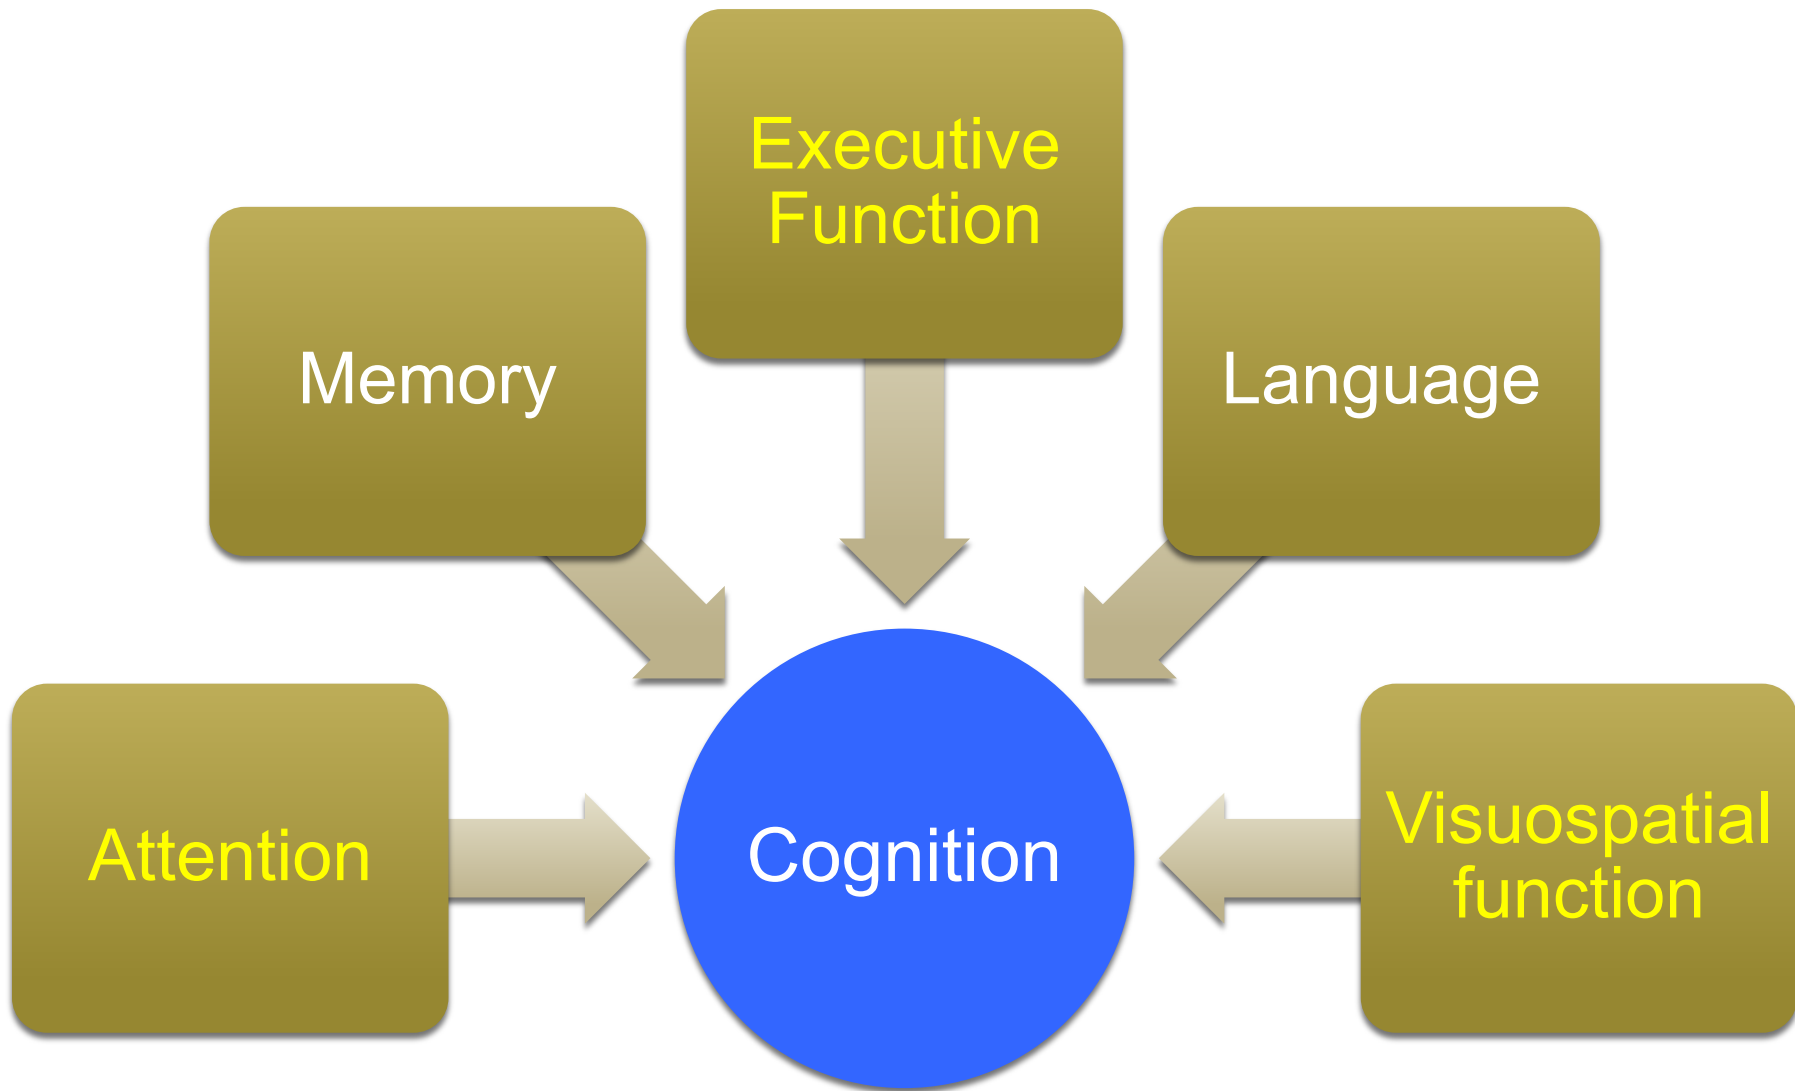 Executive
Function
Memory
Language
Attention
Cognition
Visuospatial
function